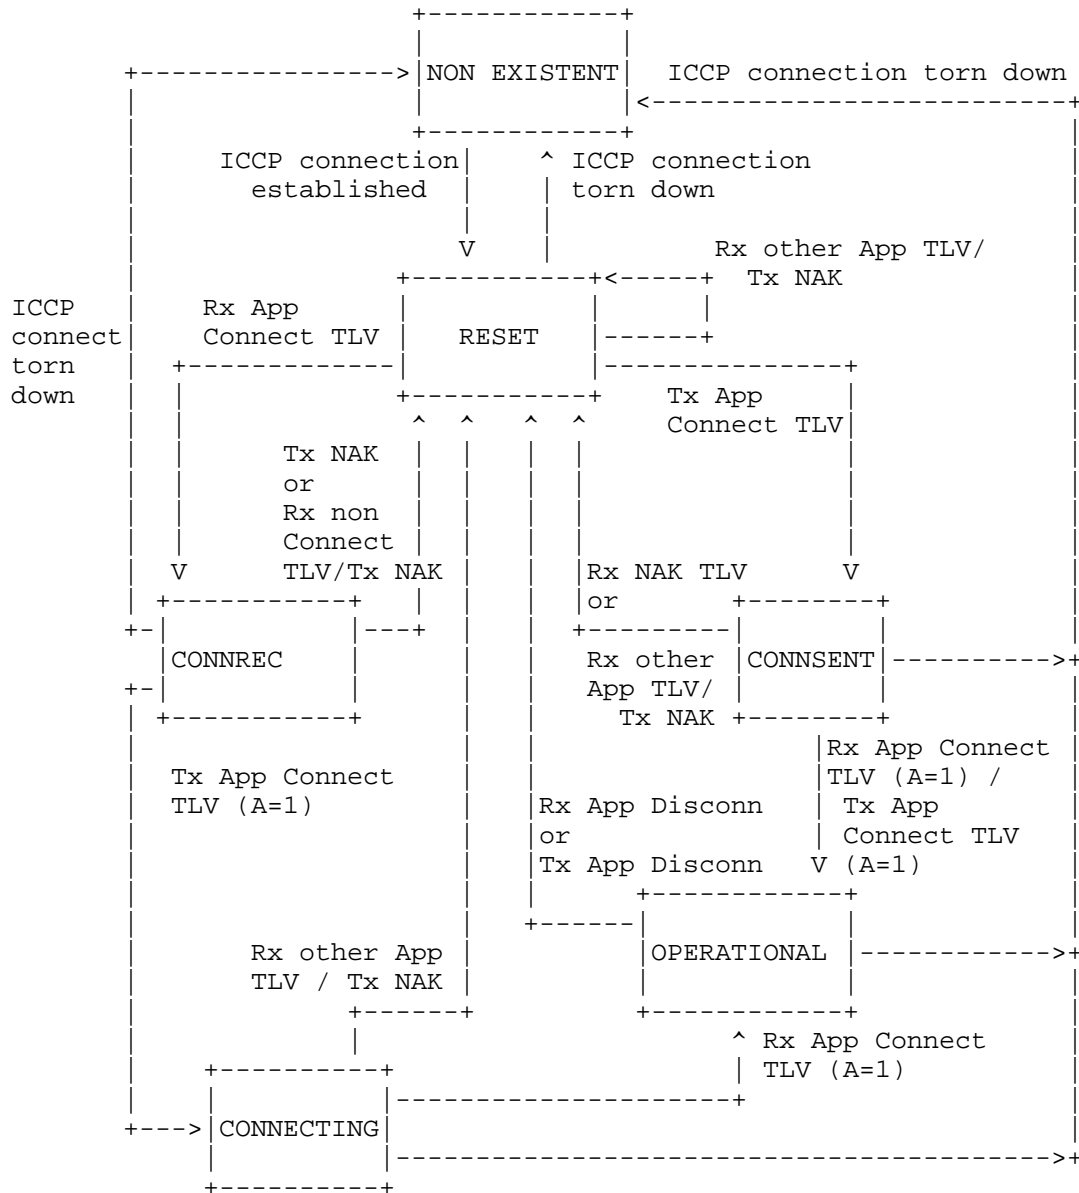 NON EXISTENT ICCP connection torn down
ICCP connection ICCP connection
established torn down
Rx other App TLV/
Tx NAK
ICCP Rx App
connect Connect TLV RESET
torn
down Tx App
Connect TLV
Tx NAK
or
Rx non
Connect
TLV/Tx NAK Rx NAK TLV
or
CONNREC Rx other CONNSENT
App TLV/
Tx NAK
Rx App Connect
Tx App Connect TLV (A=1) /
TLV (A=1) Rx App Disconn Tx App
or Connect TLV
Tx App Disconn (A=1)
Rx other App OPERATIONAL
TLV / Tx NAK
Rx App Connect
TLV (A=1)
CONNECTING